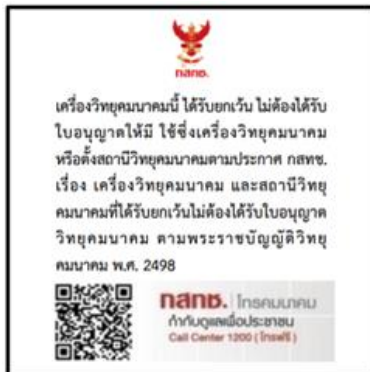 กสทช.
เครื่องวิทยุคมนาคมนี้ ได้รับยกเว้น ไม่ต้องได้รับ
ใบอนุญาตให้มี ใช้ซึ่งเครื่องวิทยุคมนาคม
หรือตั้งสถานีวิทยุคมนาคมตามประกาศ กสทช.
เรื่อง เครื่องวิทยุคมนาคม และสถานีวิทยุ
คมนาคมที่ได้รับยกเว้นไม่ต้องได้รับใบอนุญาต
วิทยุคมนาคม ตามพระราชบัญญัติวิทยุ
คมนาคม พ.ศ. 2498
กสทช. โทรคมนาคม
กำกับดูแลเพื่อประชาชน
Call Center 1200 (โทรฟรี)